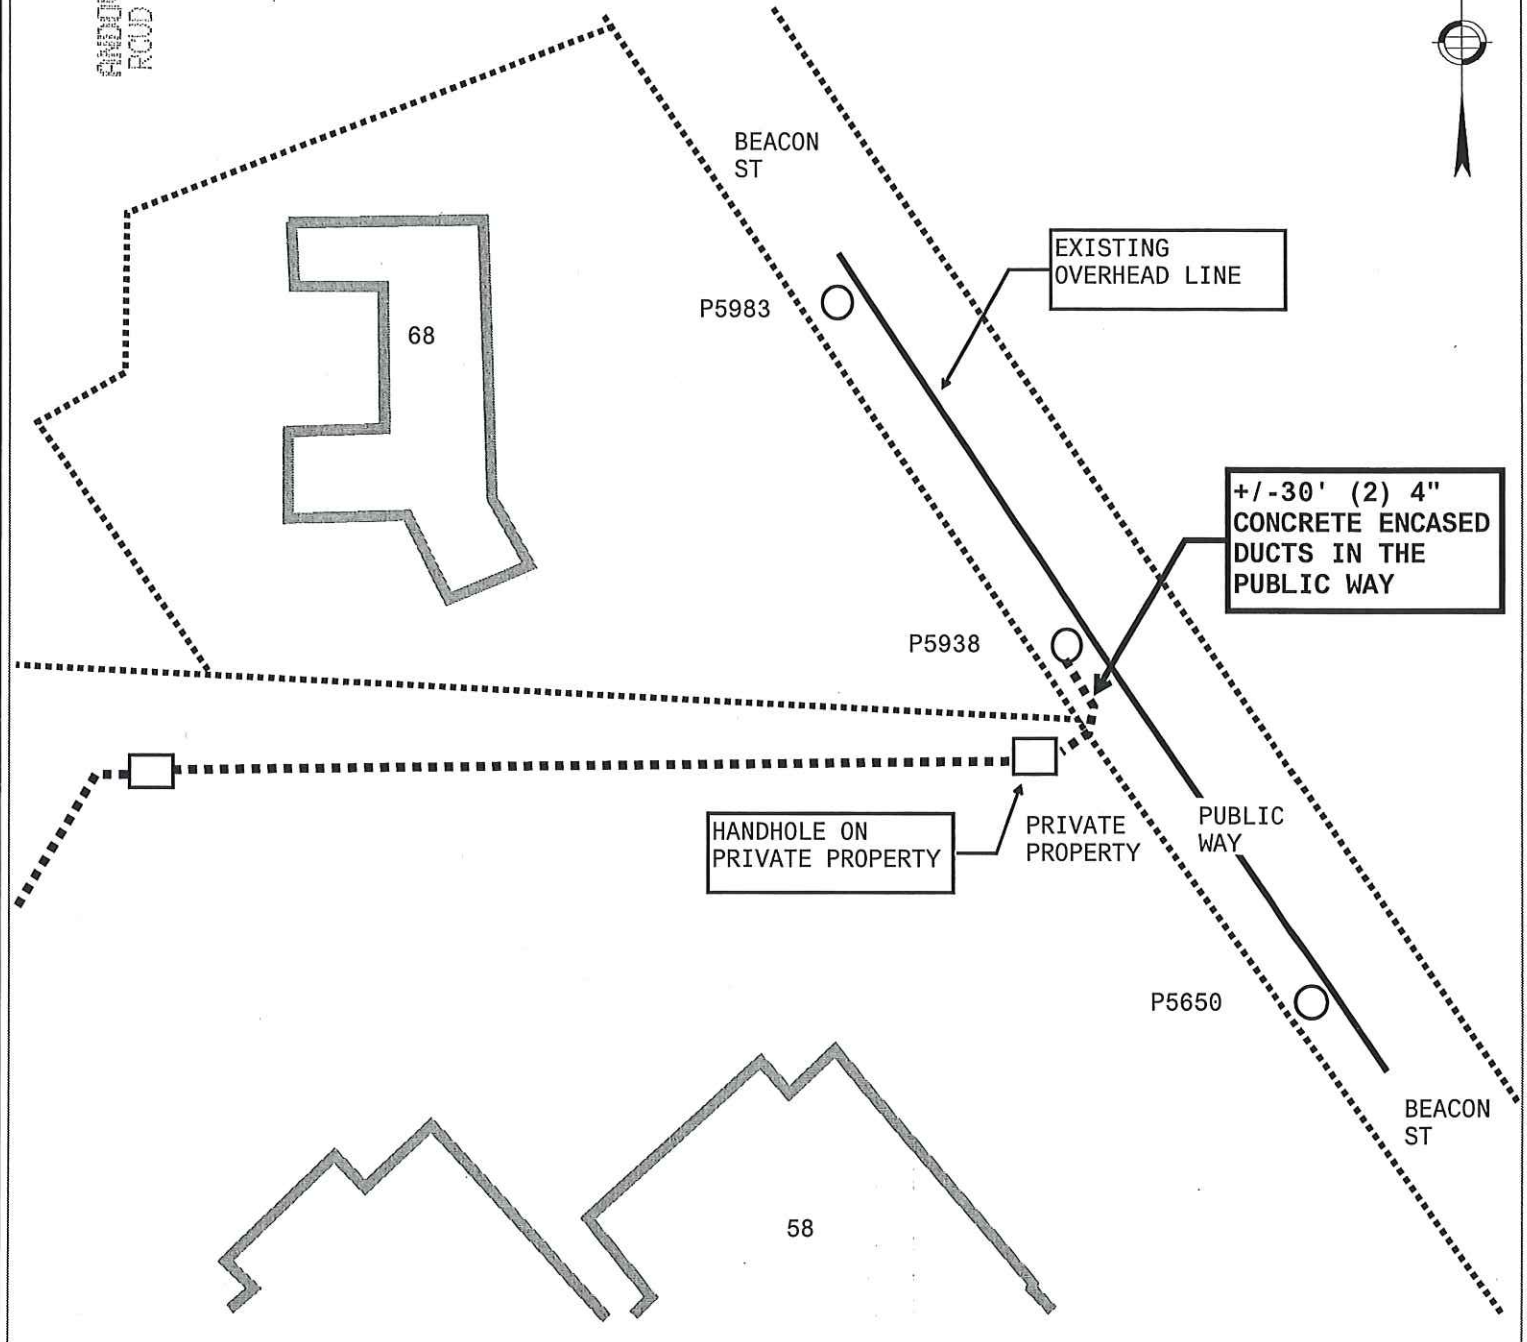 BEACON
ST
EXISTING
OVERHEAD LINE
P5983
68
+/-30' (2) 4"
CONCRETE ENCASED
DUCTS IN THE
PUBLIC WAY
P5938
HANDHOLE ON
PRIVATE PROPERTY
PRIVATE
PROPERTY
PUBLIC
WAY
P5650
BEACON
ST
58